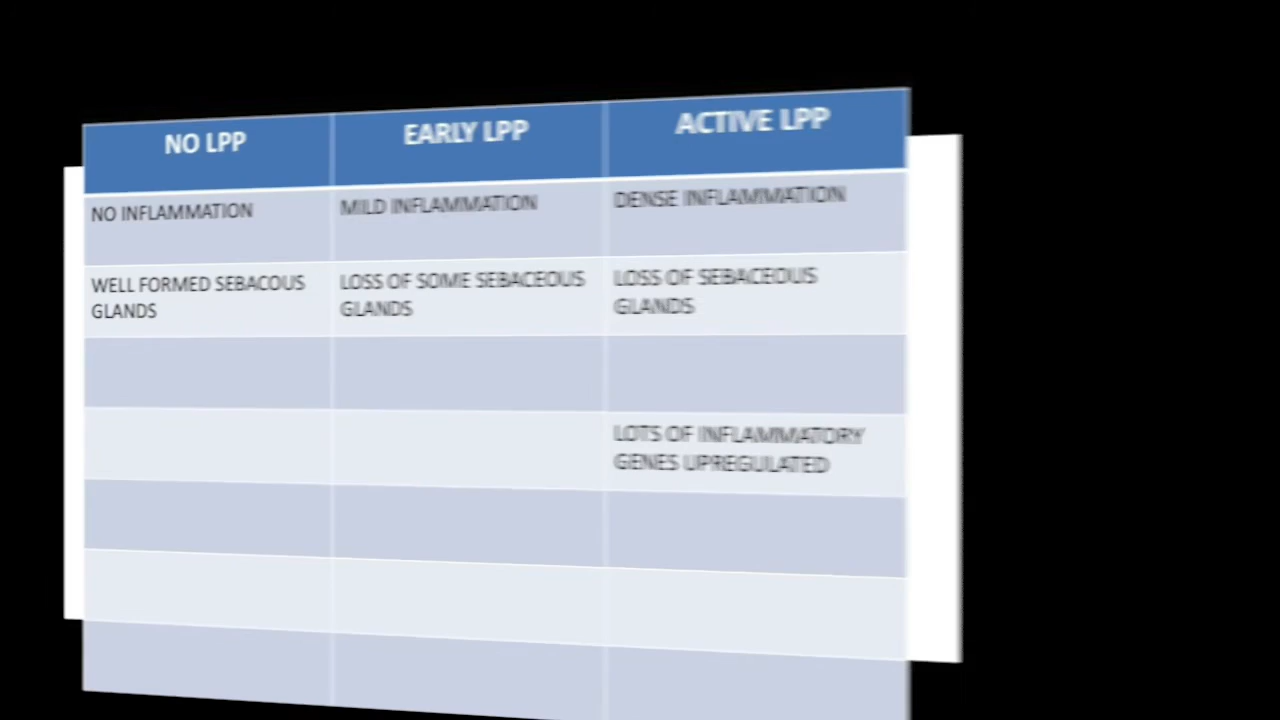 NO LPP
EARLY LPP
ACTIVE LPP
NO INFLAMMATION
MILD INFLAMMATION
DENSE INFLAMMATION
WELL FORMED SEBACOUS
GLANDS
LOSS OF SOME SEBACEOUS
GLANDS
LOSS OF SEBACEOUS
GLANDS
LOTS OF INFLAMMATORY
GENES UPREGULATED